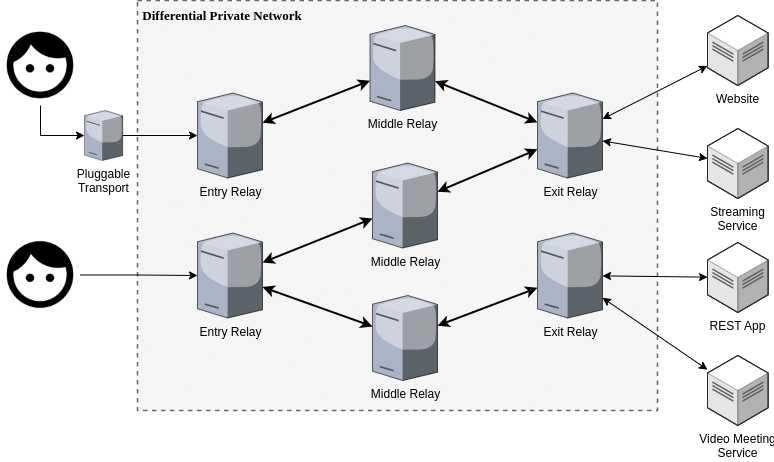 Differential Private Network
Middle Relay
Website
Pluggable
Transport
Entry Relay
Exit Relay
Streaming
Service
Middle Relay
Entry Relay
Exit Relay
REST App
Middle Relay
Video Meeting
Service